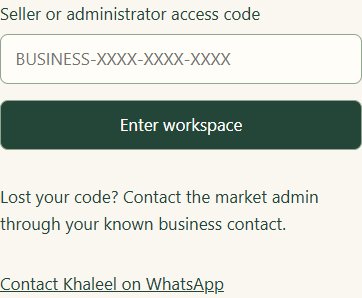 Seller or administrator access code
BUSINESS-XXXX-XXXX-XXXX
Enter workspace
Lost your code? Contact the market admin
through your known business contact.
Contact Khaleel on WhatsApp